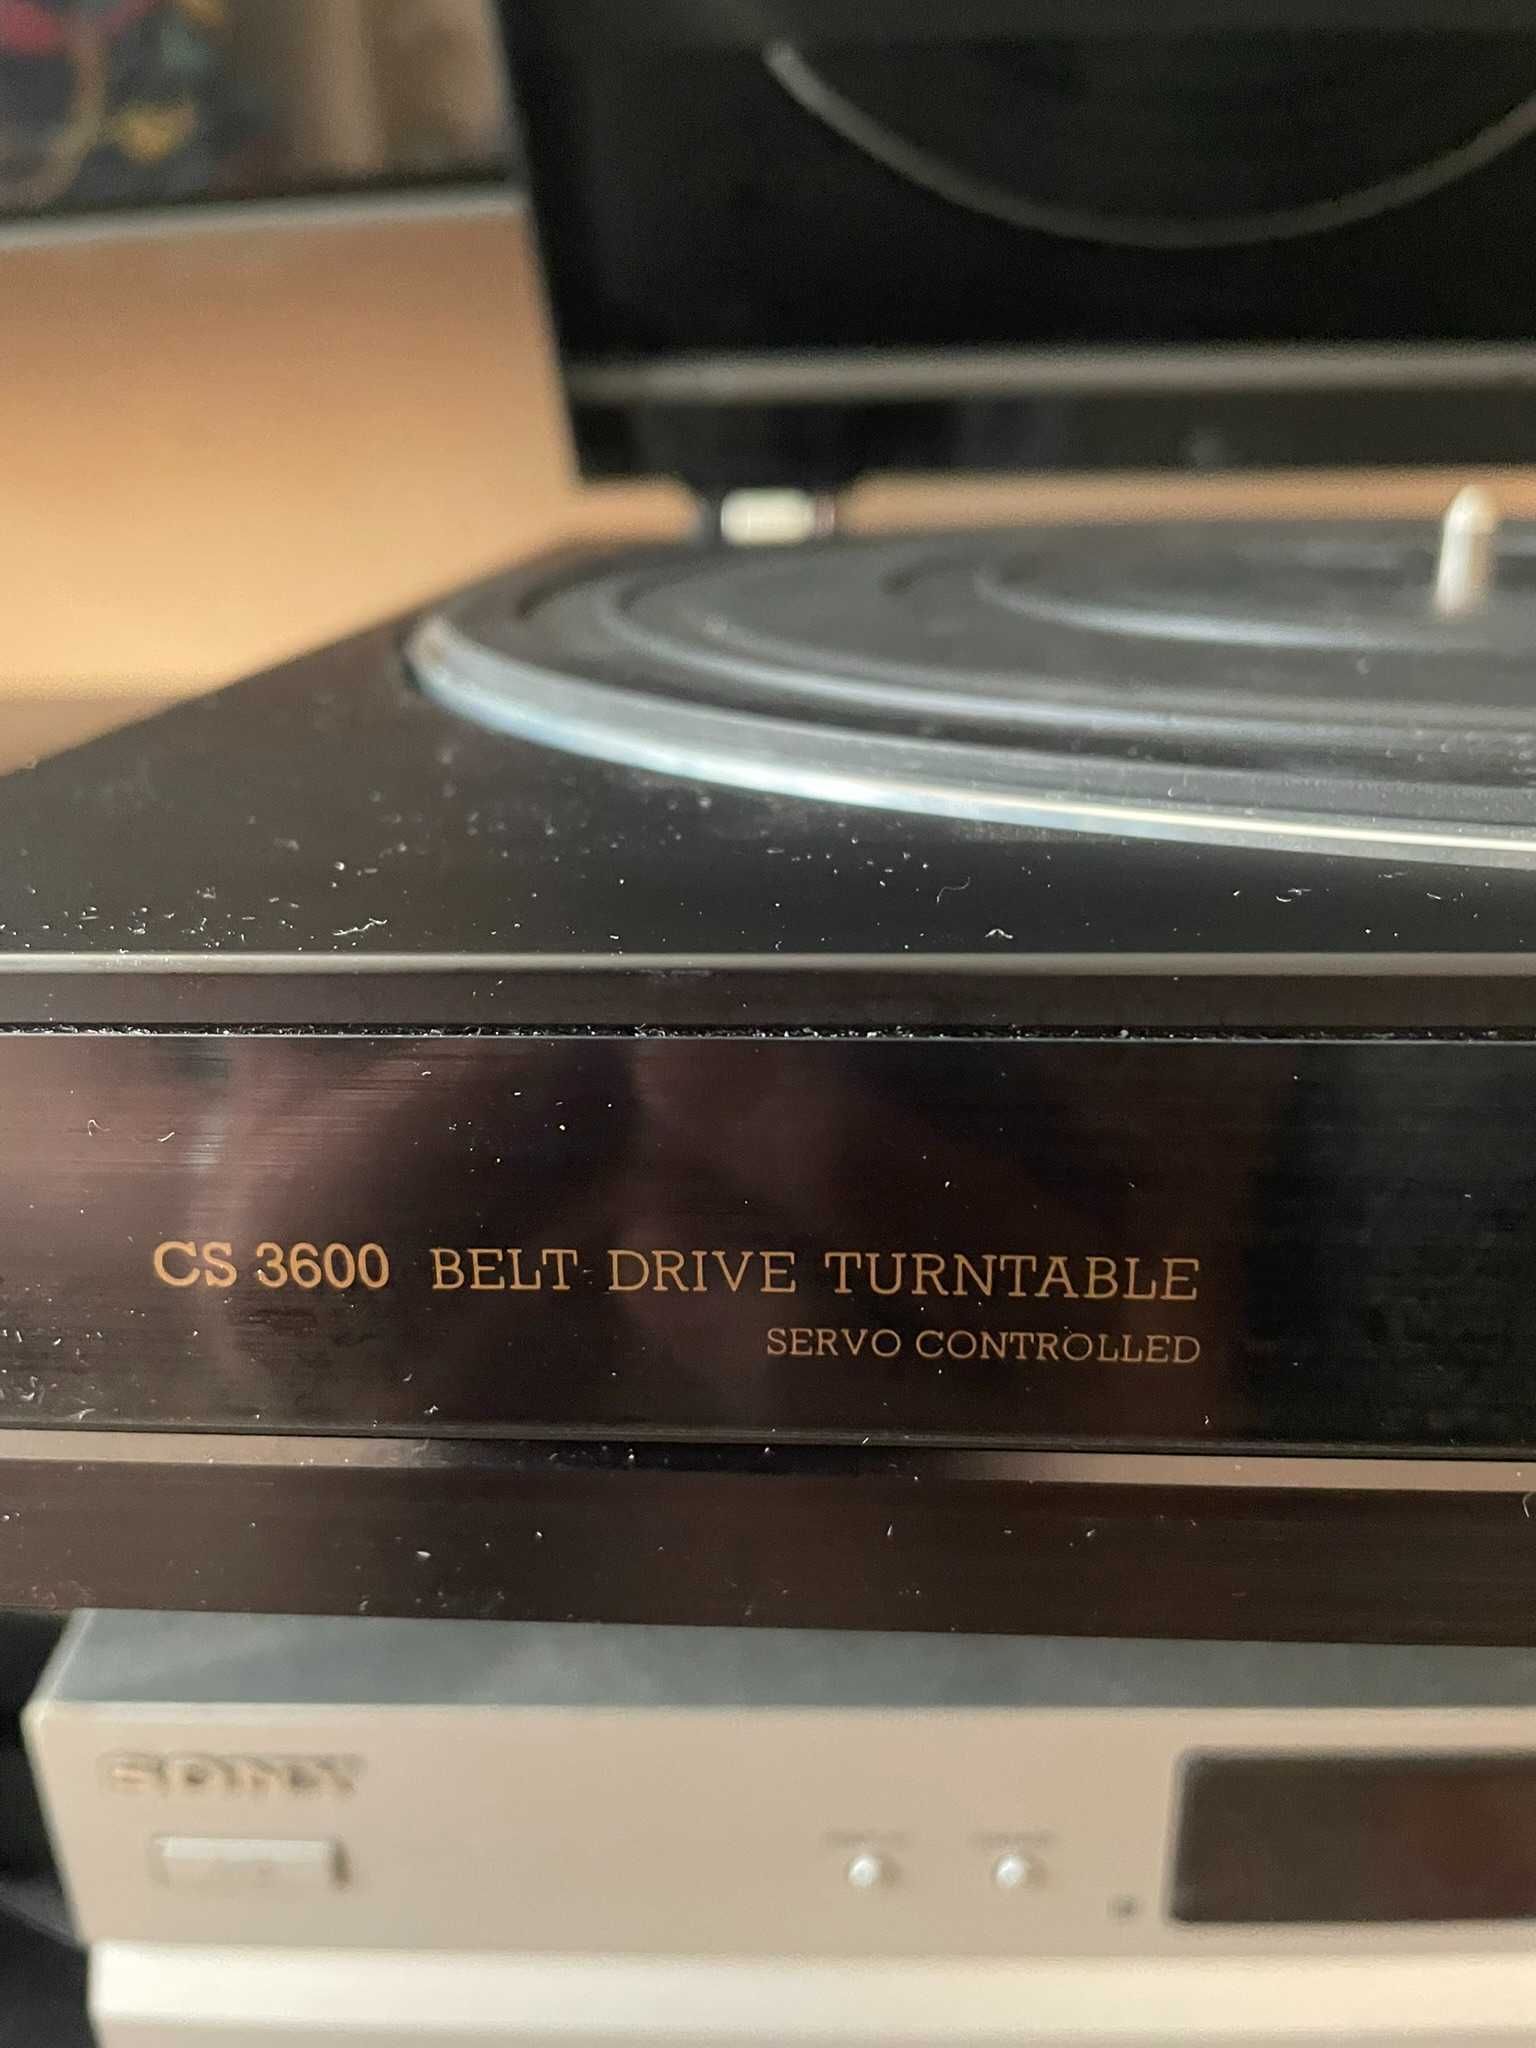 CS 3600 BELT DRIVE TURNTABLE
SERVO CONTROLLED
SONY